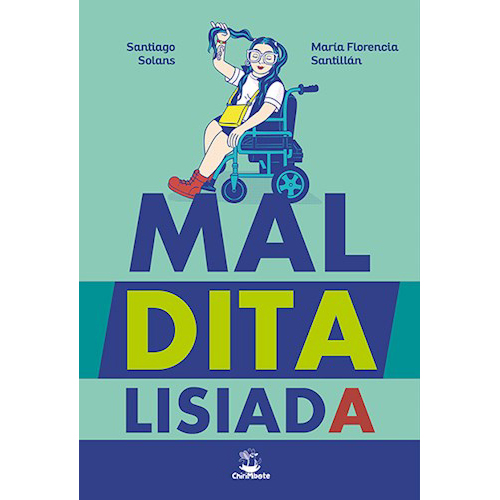 Santiago
Solans
María Florencia
Santillán
MAL
DITA
LISIADA
ChiriMbote